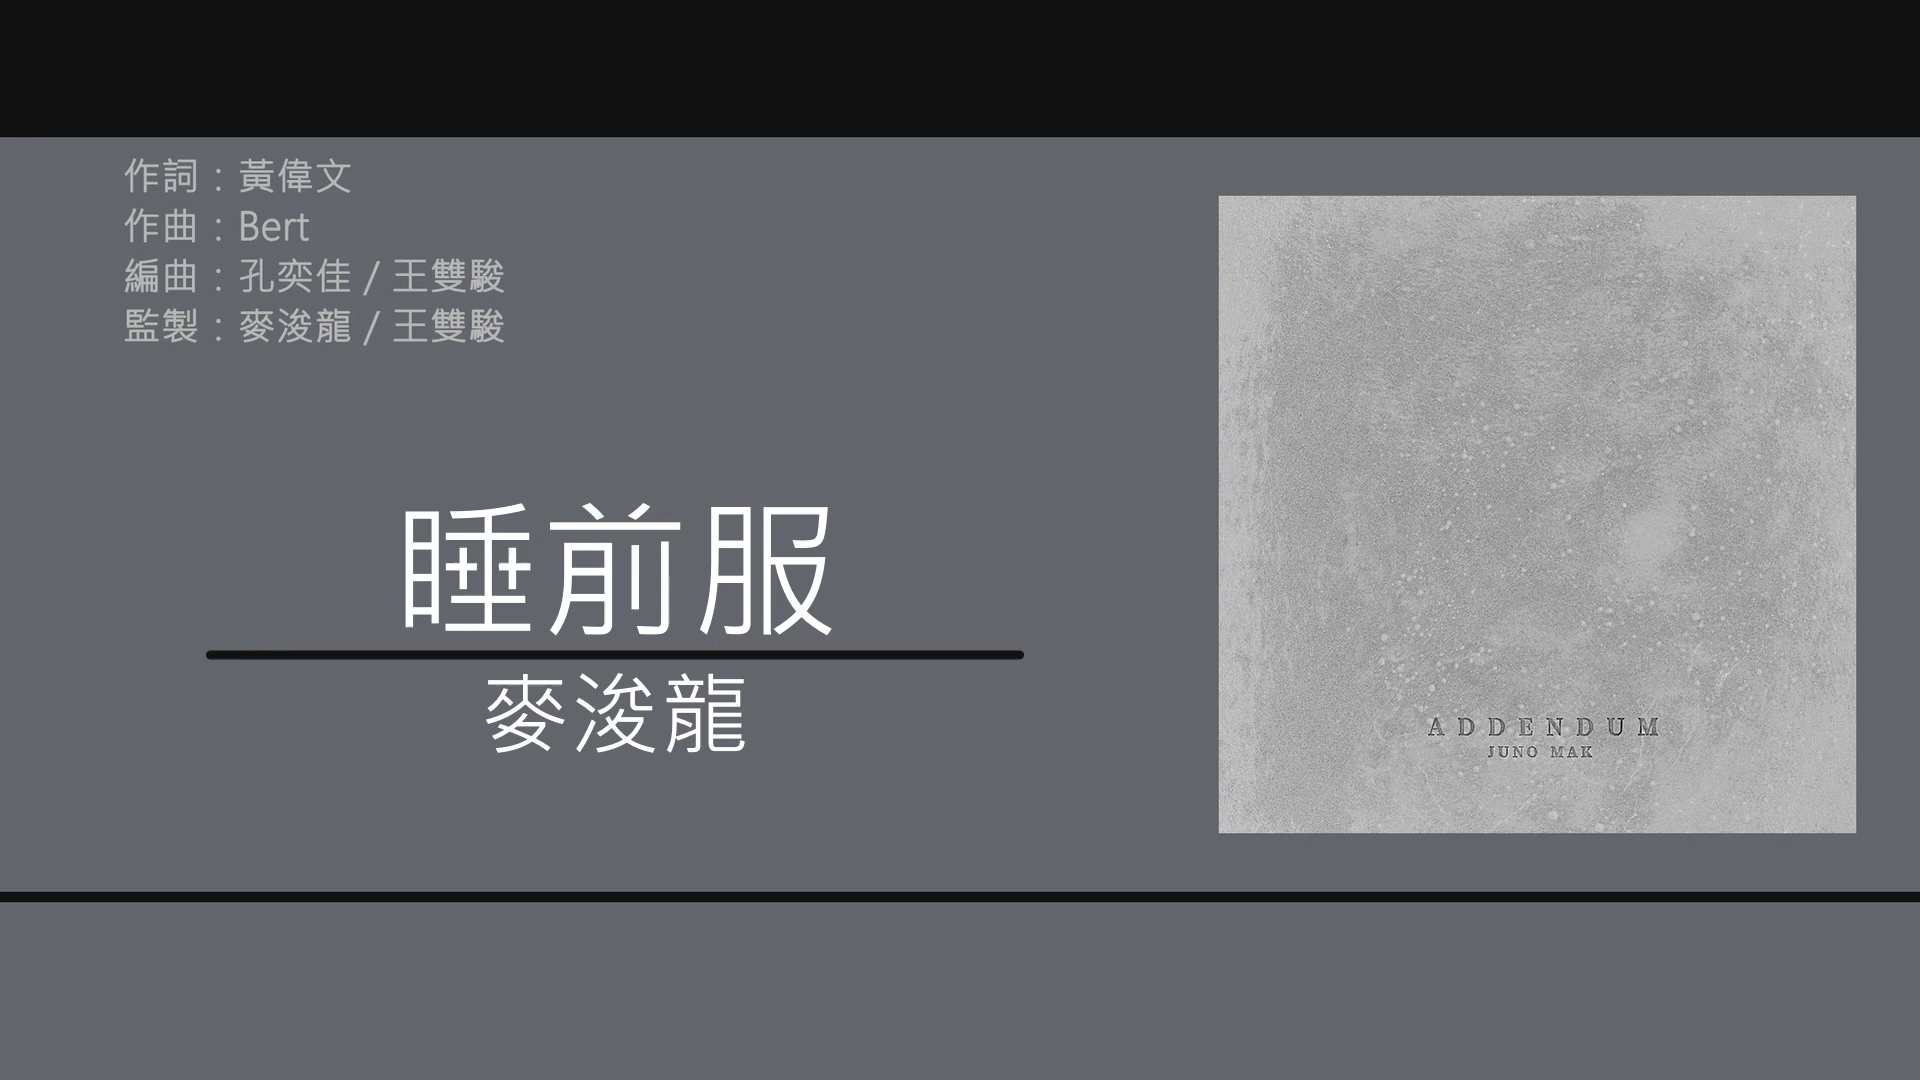 作詞：黃偉文
作曲：Bert
編曲：孔奕佳 / 王雙駿
監製：麥浚龍 / 王雙駿
睡前服
麥浚龍
ADDENDUM
JUNO MAK